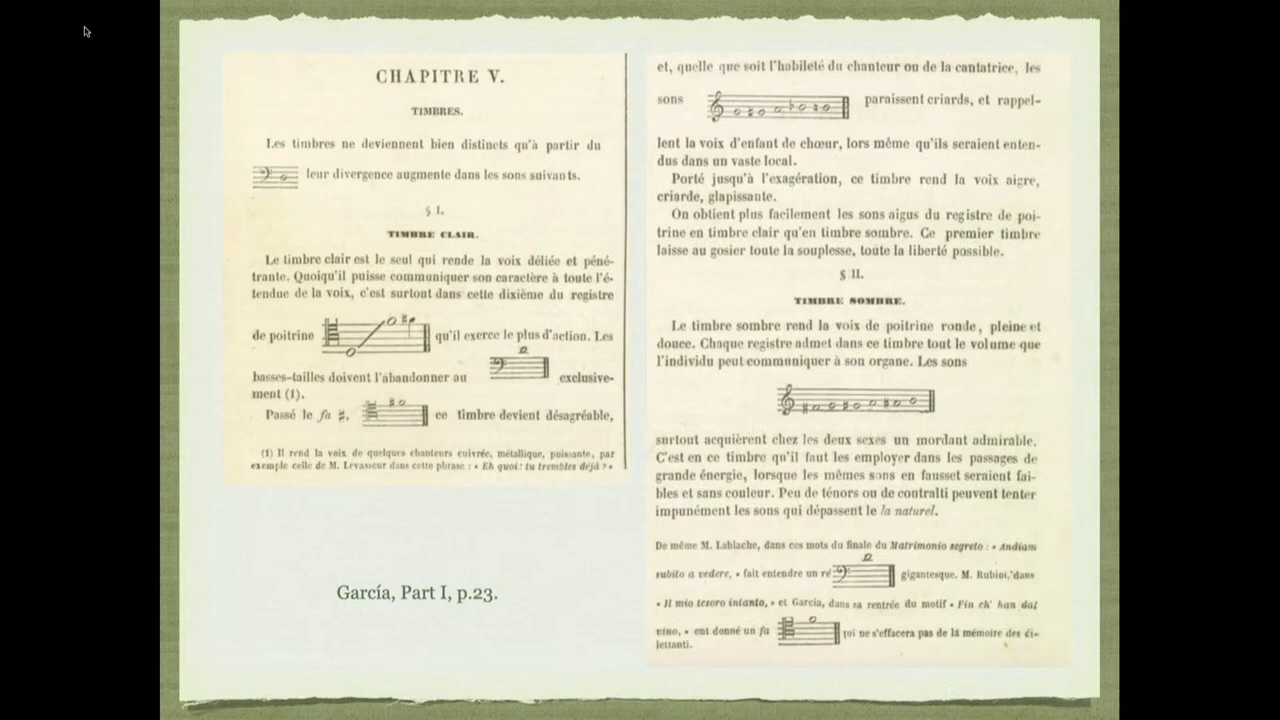 CHAPITRE V.
TIMBRES.
Les timbres ne deviennent bien distincts qu'à partir du
leur divergence augmente dans les sons suivants.
§ I.
TIMBRE CLAIR.
Le timbre clair est le seul qui rende la voix déliée et péné-
trante. Quoiqu'il puisse communiquer son caractère à toute l'é-
tendue de la voix, c'est surtout dans cette dixième du registre
de poitrine qu'il exerce le plus d'action. Les
basses-tailles doivent l'abandonner au exclusive-
ment (1).
Passé le fa ♯, ce timbre devient désagréable,
(1) Il rend la voix de quelques chanteurs cuivrée, métallique, puissante, par
exemple celle de M. Levasseur dans cette phrase : « Eh quoi! tu trembles déjà ? »
García, Part I, p.23.
et, quelle que soit l'habileté du chanteur ou de la cantatrice, les
sons paraissent criards, et rappel-
lent la voix d'enfant de chœur, lors même qu'ils seraient enten-
dus dans un vaste local.
Porté jusqu'à l'exagération, ce timbre rend la voix aigre,
criarde, glapissante.
On obtient plus facilement les sons aigus du registre de poi-
trine en timbre clair qu'en timbre sombre. Ce premier timbre
laisse au gosier toute la souplesse, toute la liberté possible.
§ II.
TIMBRE SOMBRE.
Le timbre sombre rend la voix de poitrine ronde, pleine et
douce. Chaque registre admet dans ce timbre tout le volume que
l'individu peut communiquer à son organe. Les sons
surtout acquièrent chez les deux sexes un mordant admirable.
C'est en ce timbre qu'il faut les employer dans les passages de
grande énergie, lorsque les mêmes sons en fausset seraient fai-
bles et sans couleur. Peu de ténors ou de contralti peuvent tenter
impunément les sons qui dépassent le la naturel.
De même M. Lablache, dans ces mots du finale du Matrimonio segreto : « Andiam
subito a vedere, » fait entendre un ré gigantesque. M. Rubini, dans
« Il mio tesoro intanto, » et Garcia, dans sa rentrée du motif « Fin ch' han dal
vino, » ont donné un fa qui ne s'effacera pas de la mémoire des di-
lettanti.